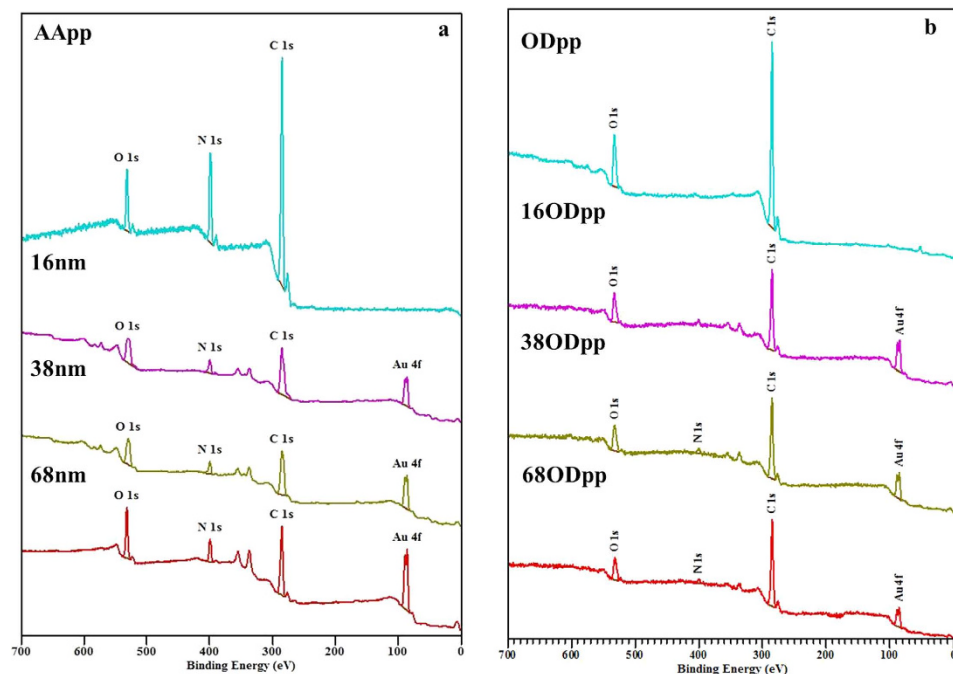 AApp
a
C 1s
N 1s
O 1s
16nm
O 1s
N 1s
C 1s
Au 4f
38nm
O 1s
N 1s
C 1s
Au 4f
68nm
O 1s
N 1s
C 1s
Au 4f
700 600 500 400 300 200 100 0
Binding Energy (eV)
ODpp
b
C 1s
O 1s
16ODpp
C 1s
O 1s
Au4f
38ODpp
C 1s
O 1s
N 1s
Au 4f
68ODpp
C 1s
O 1s
N1s
Au4f
700 600 500 400 300 200 100 0
Binding Energy (eV)